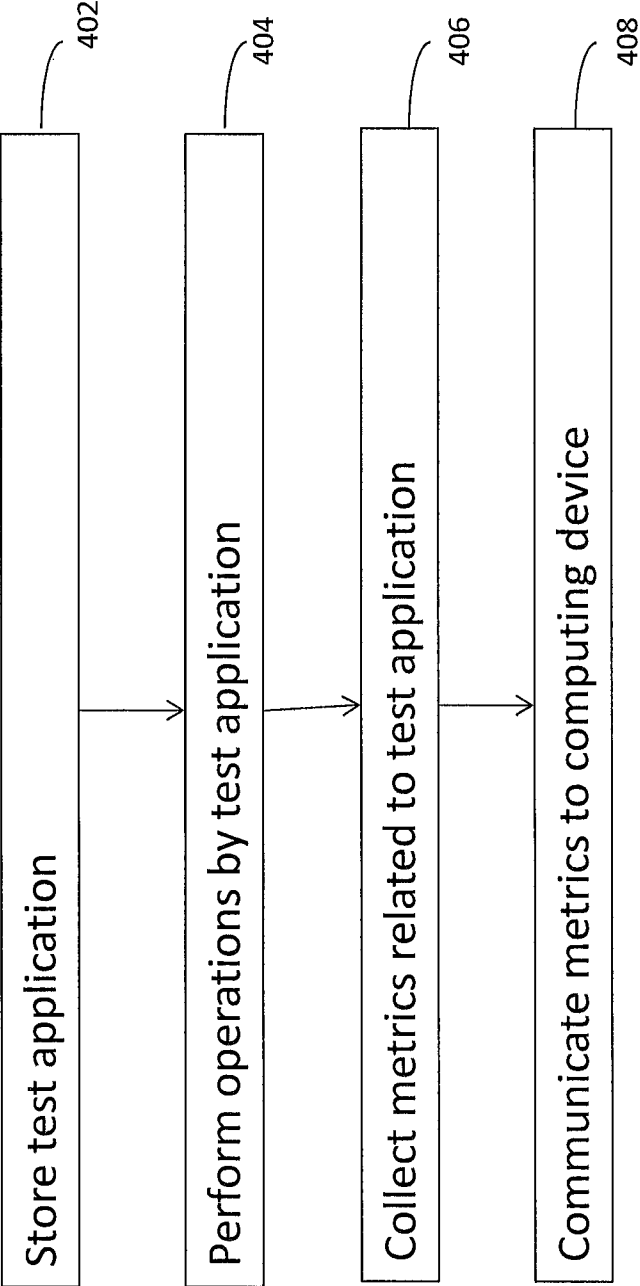 Store test application
402
Perform operations by test application
404
Collect metrics related to test application
406
Communicate metrics to computing device
408